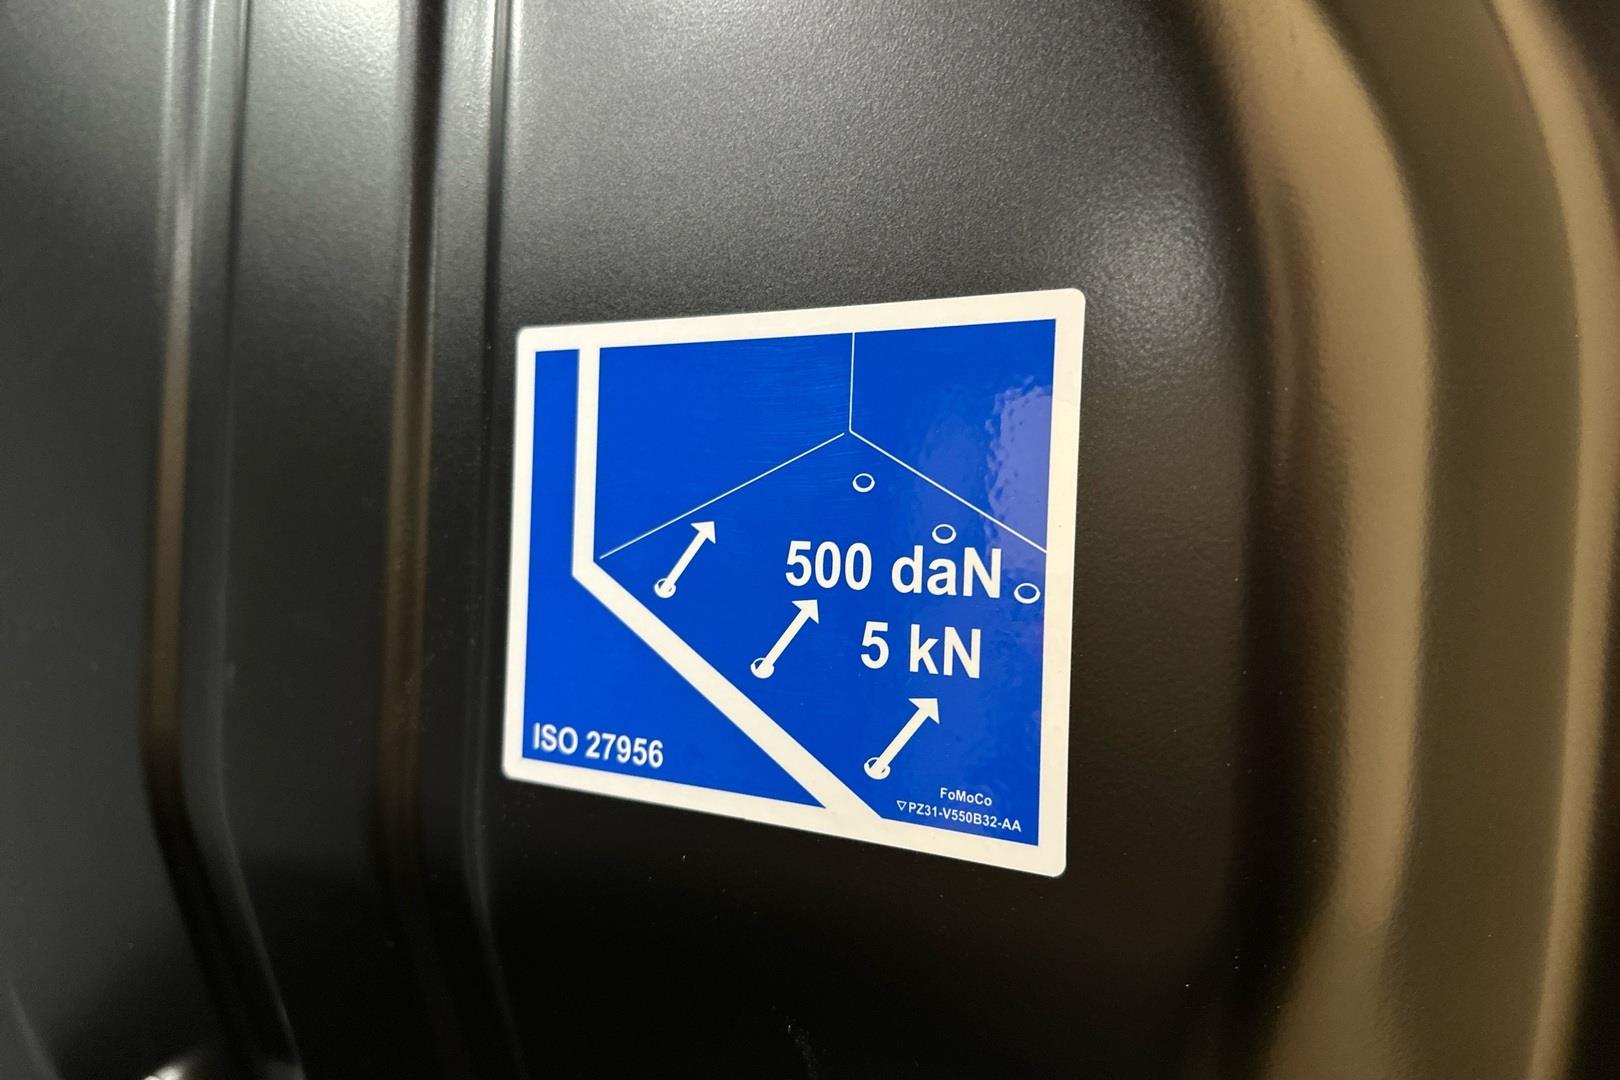 500 daN
5 kN
ISO 27956
FoMoCo
▽PZ31-V550B32-AA